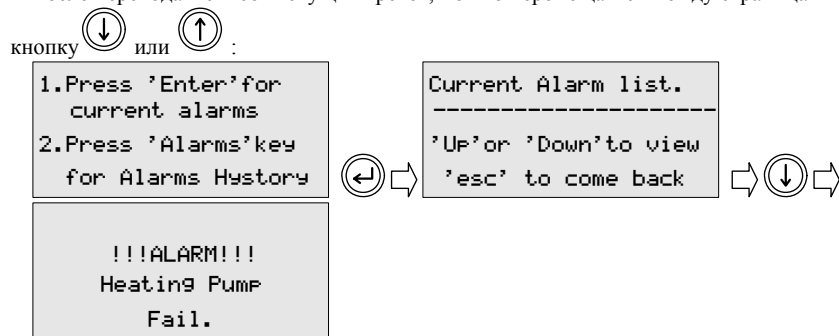 кнопку ↓ или ↑ :
1.Press 'Enter'for
current alarms
2.Press 'Alarms'key
for Alarms Hystory
Current Alarm list.
--------------------
'Up'or 'Down'to view
'esc' to come back
!!!ALARM!!!
Heating Pump
Fail.